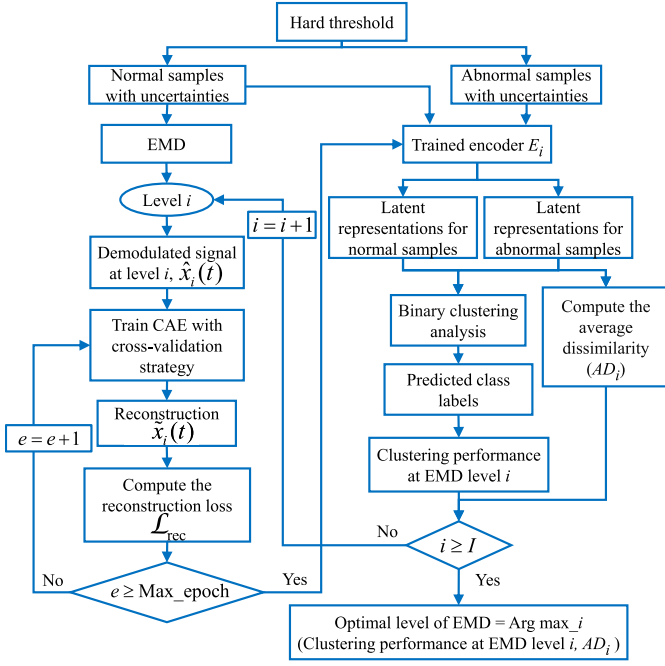 Hard threshold
Normal samples
with uncertainties
Abnormal samples
with uncertainties
EMD
Trained encoder E_i
Level i
i = i+1
Latent
representations for
normal samples
Latent
representations for
abnormal samples
Demodulated signal
at level i, x̂_i(t)
Binary clustering
analysis
Compute the
average
dissimilarity
(AD_i)
Train CAE with
cross-validation
strategy
Predicted class
labels
e = e+1
Reconstruction
x̃_i(t)
Clustering performance
at EMD level i
Compute the
reconstruction loss
ℒ_rec
No
i ≥ I
No
e ≥ Max_epoch
Yes
Yes
Optimal level of EMD = Arg max_i
(Clustering performance at EMD level i, AD_i )